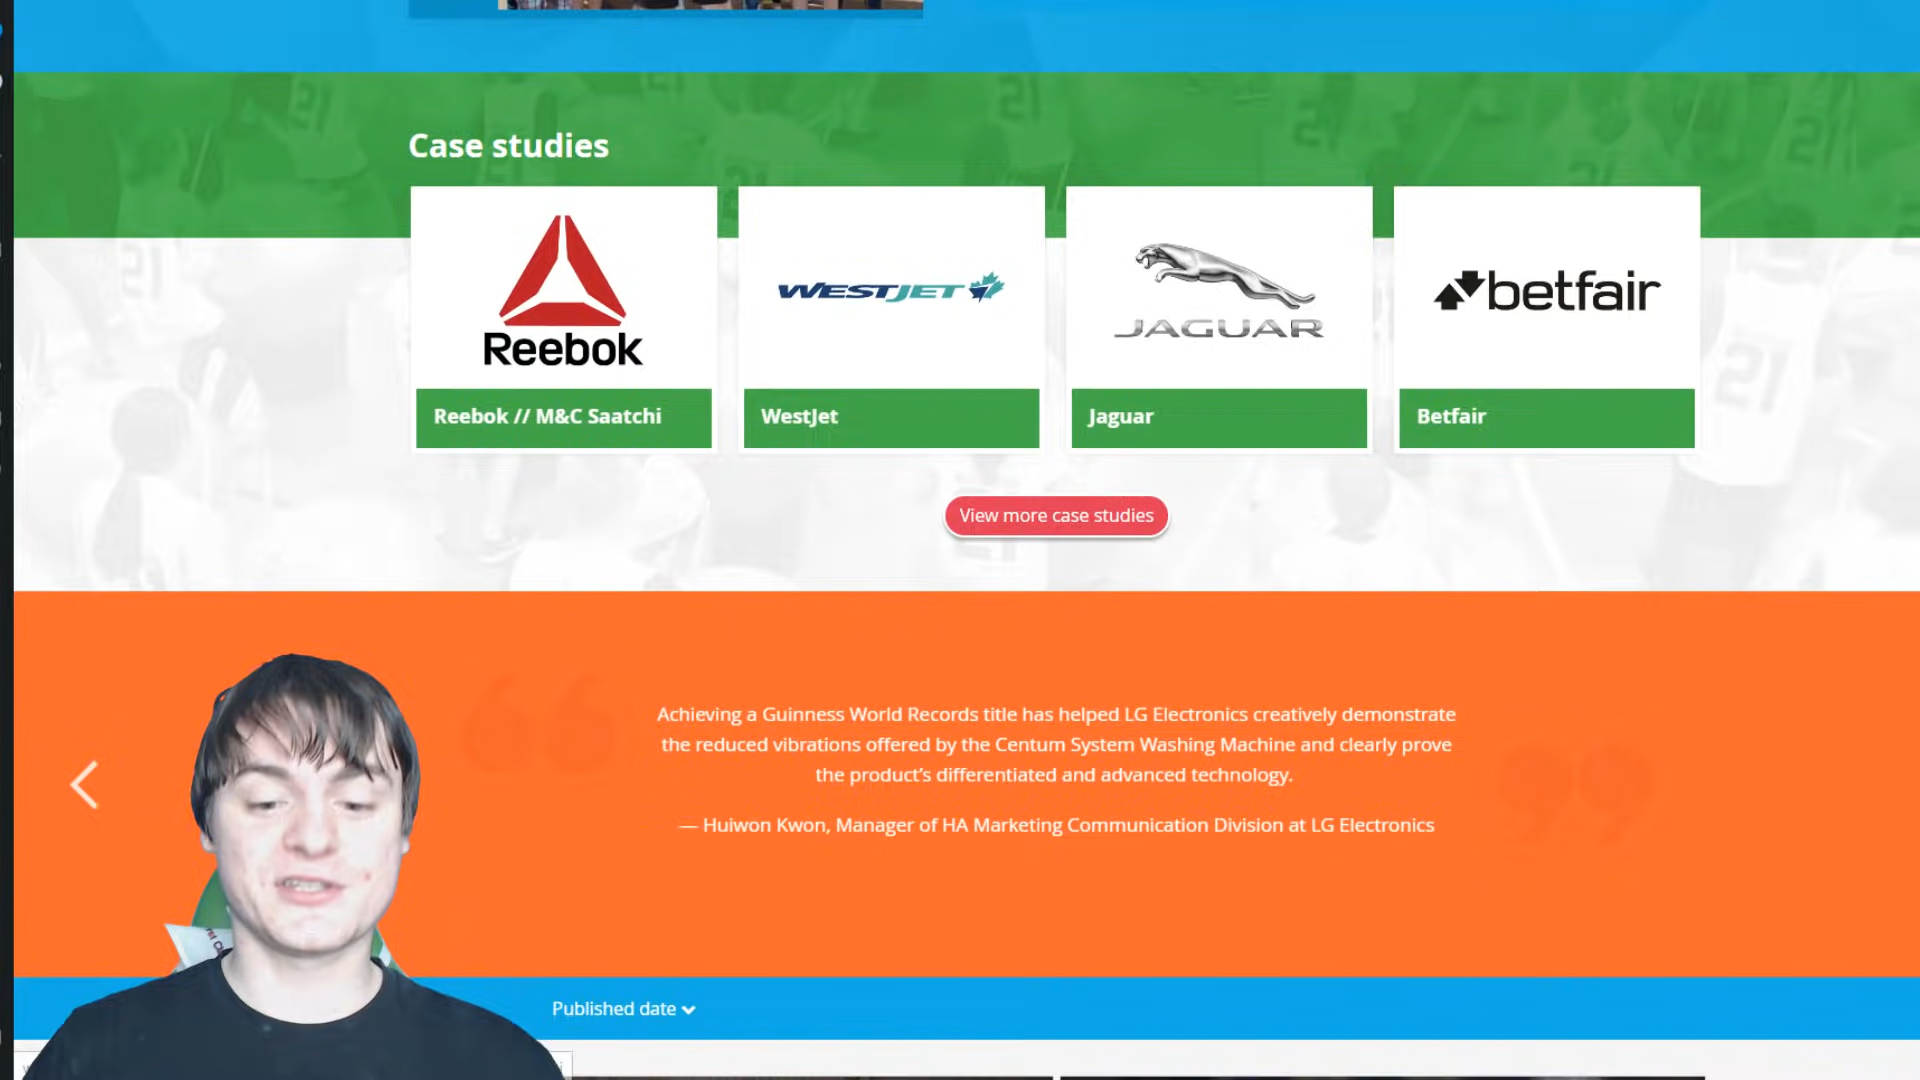 Case studies
Reebok
WESTJET
JAGUAR
betfair
Reebok // M&C Saatchi
WestJet
Jaguar
Betfair
View more case studies
Achieving a Guinness World Records title has helped LG Electronics creatively demonstrate
the reduced vibrations offered by the Centum System Washing Machine and clearly prove
the product's differentiated and advanced technology.
— Huiwon Kwon, Manager of HA Marketing Communication Division at LG Electronics
Published date